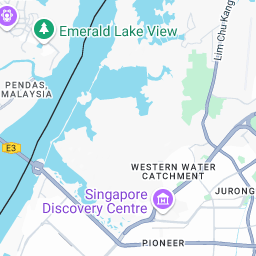 Emerald Lake View
Lim Chu Kang
PENDAS,
MALAYSIA
E3
WESTERN WATER
CATCHMENT
Singapore
Discovery Centre
JURONG
PIONEER